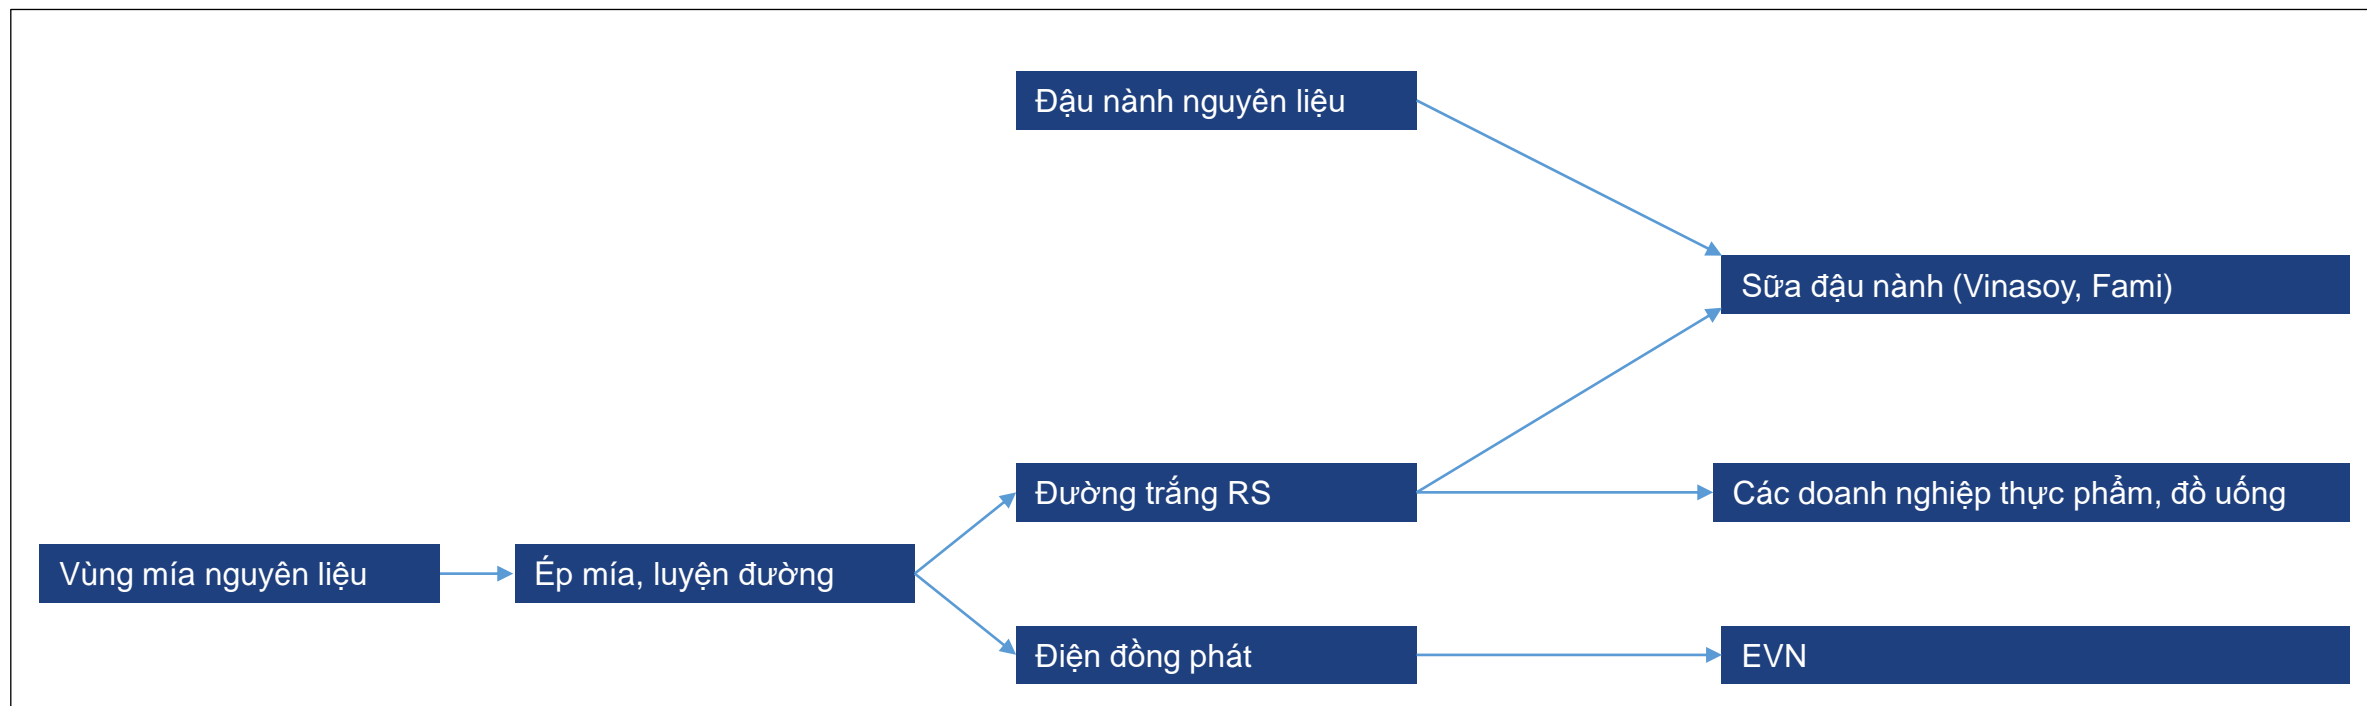 Đậu nành nguyên liệu
Sữa đậu nành (Vinasoy, Fami)
Đường trắng RS
Các doanh nghiệp thực phẩm, đồ uống
Vùng mía nguyên liệu
Ép mía, luyện đường
Điện đồng phát
EVN